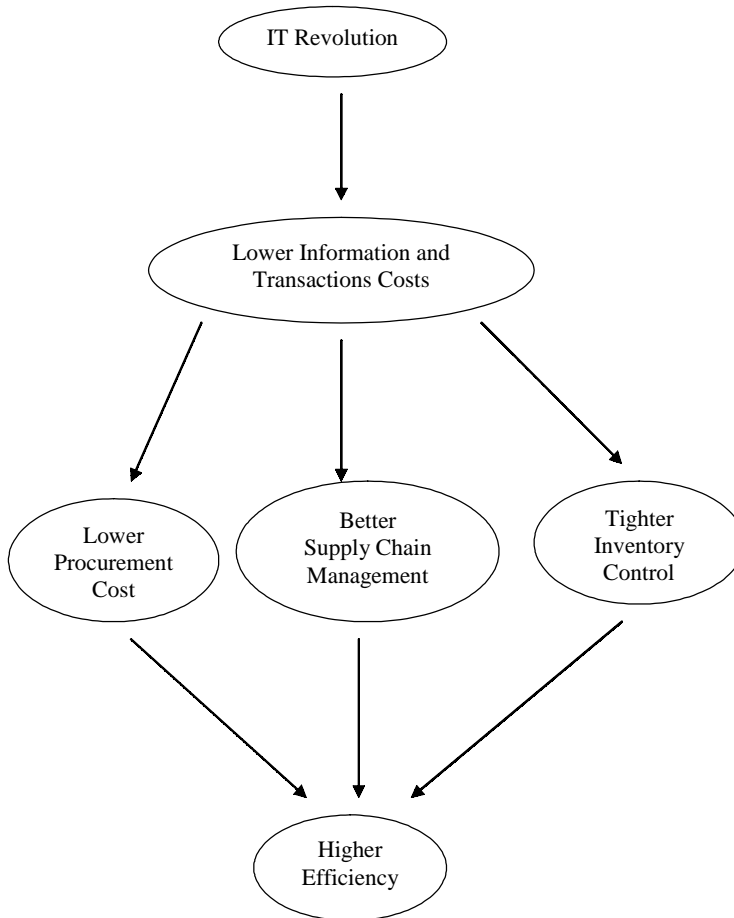 IT Revolution
Lower Information and
Transactions Costs
Lower
Procurement
Cost
Better
Supply Chain
Management
Tighter
Inventory
Control
Higher
Efficiency